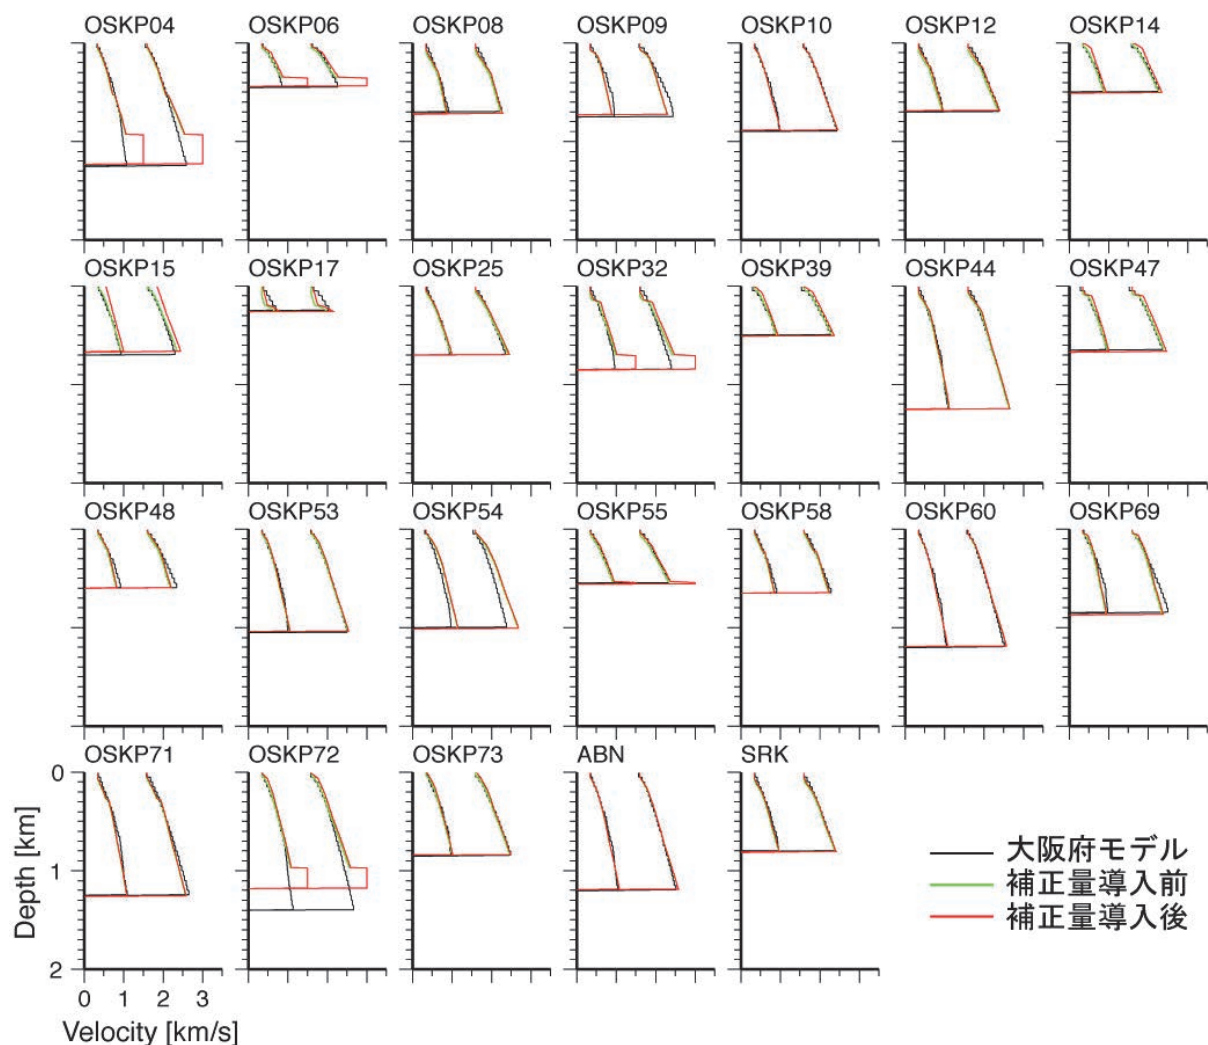 OSKP04 OSKP06 OSKP08 OSKP09 OSKP10 OSKP12 OSKP14
OSKP15 OSKP17 OSKP25 OSKP32 OSKP39 OSKP44 OSKP47
OSKP48 OSKP53 OSKP54 OSKP55 OSKP58 OSKP60 OSKP69
OSKP71 OSKP72 OSKP73 ABN SRK
0
1
2
Depth [km]
0 1 2 3
Velocity [km/s]
大阪府モデル
補正量導入前
補正量導入後